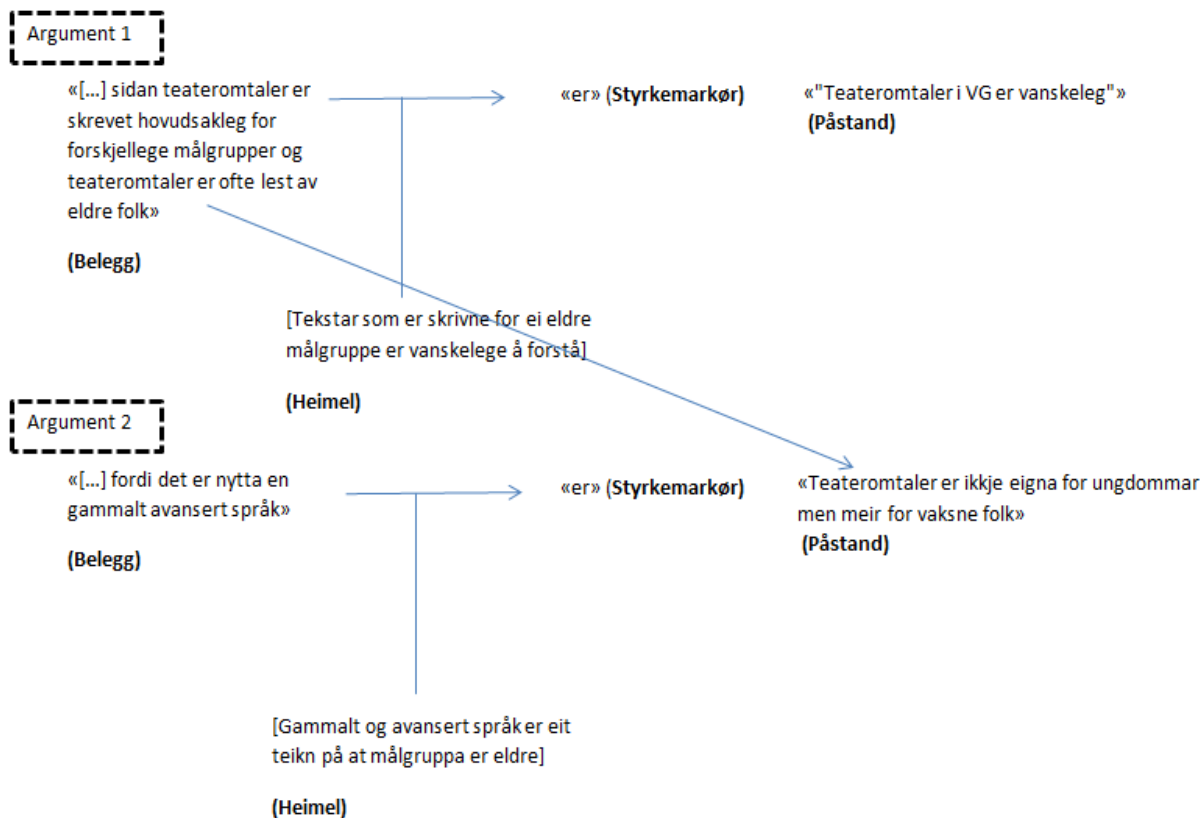 Argument 1
«[...] sidan teateromtaler er
skrevet hovudsakleg for
forskjellege målgrupper og
teateromtaler er ofte lest av
eldre folk»
(Belegg)
«er» (Styrkemarkør)
«"Teateromtaler i VG er vanskeleg"»
(Påstand)
[Tekstar som er skrivne for ei eldre
målgruppe er vanskelege å forstå]
(Heimel)
Argument 2
«[...] fordi det er nytta en
gammalt avansert språk»
(Belegg)
«er» (Styrkemarkør)
«Teateromtaler er ikkje eigna for ungdommar
men meir for vaksne folk»
(Påstand)
[Gammalt og avansert språk er eit
teikn på at målgruppa er eldre]
(Heimel)